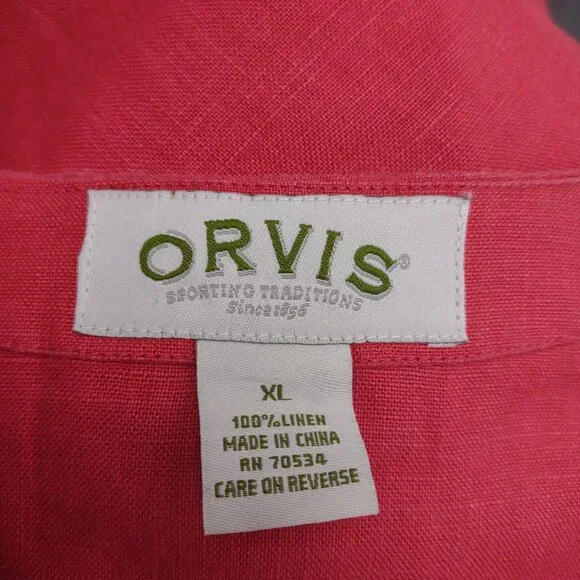 ORVIS®
SPORTING TRADITIONS
Since 1856
XL
100% LINEN
MADE IN CHINA
RN 70534
CARE ON REVERSE